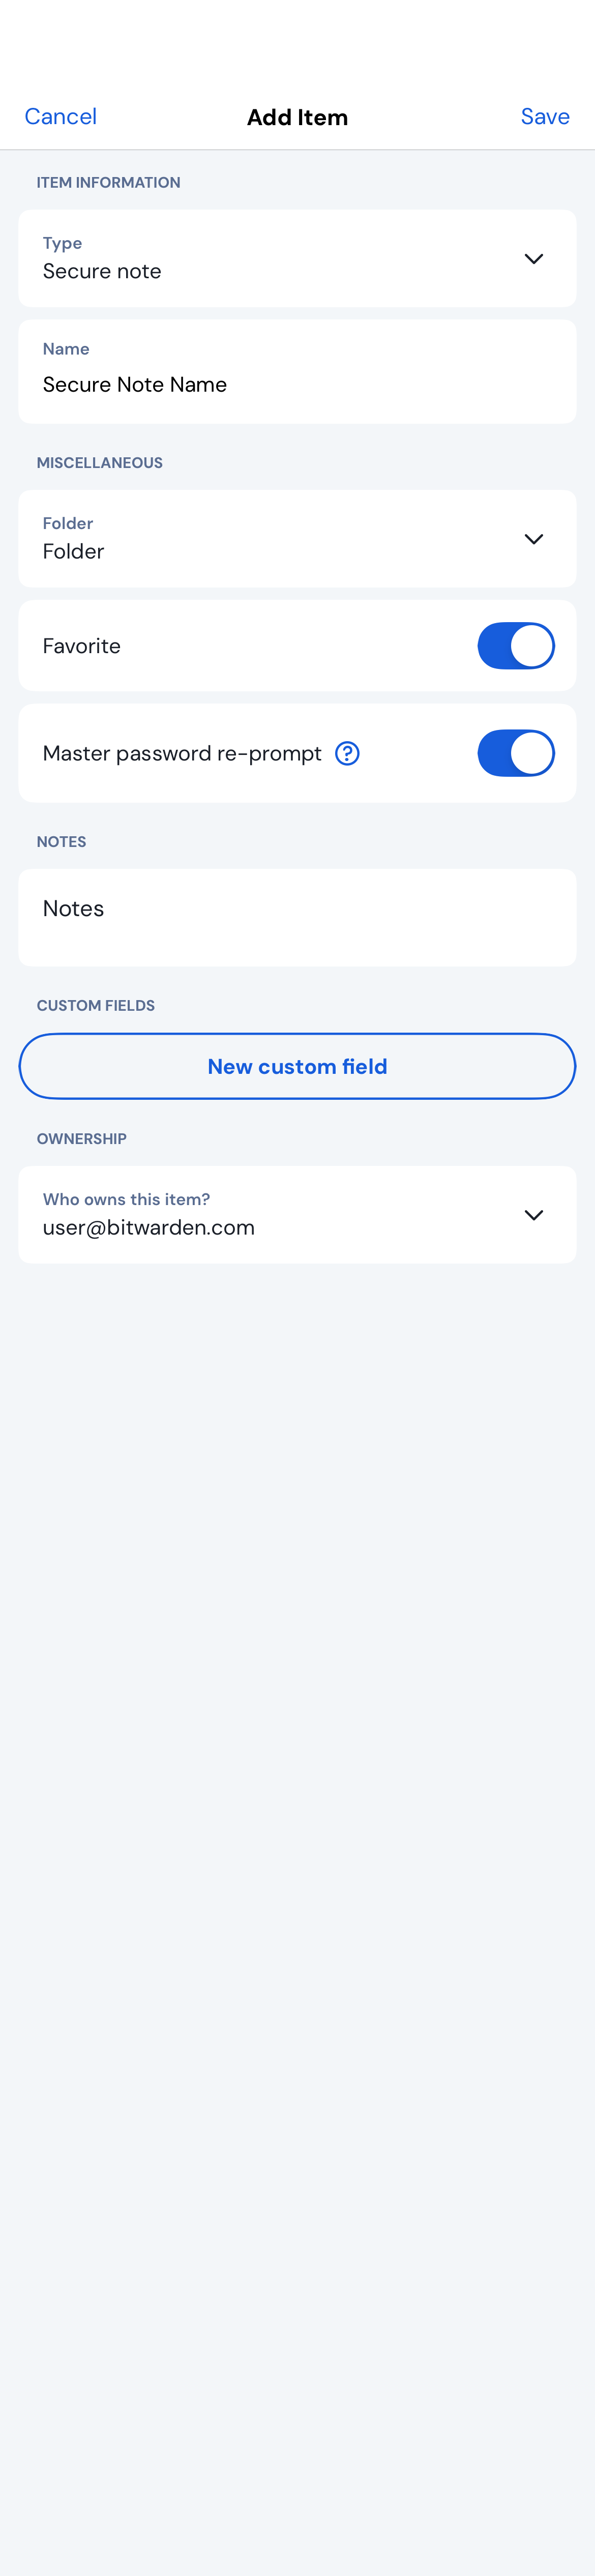 Cancel
Add Item
Save
ITEM INFORMATION
Type
Secure note
Name
Secure Note Name
MISCELLANEOUS
Folder
Folder
Favorite
Master password re-prompt
NOTES
Notes
CUSTOM FIELDS
New custom field
OWNERSHIP
Who owns this item?
user@bitwarden.com